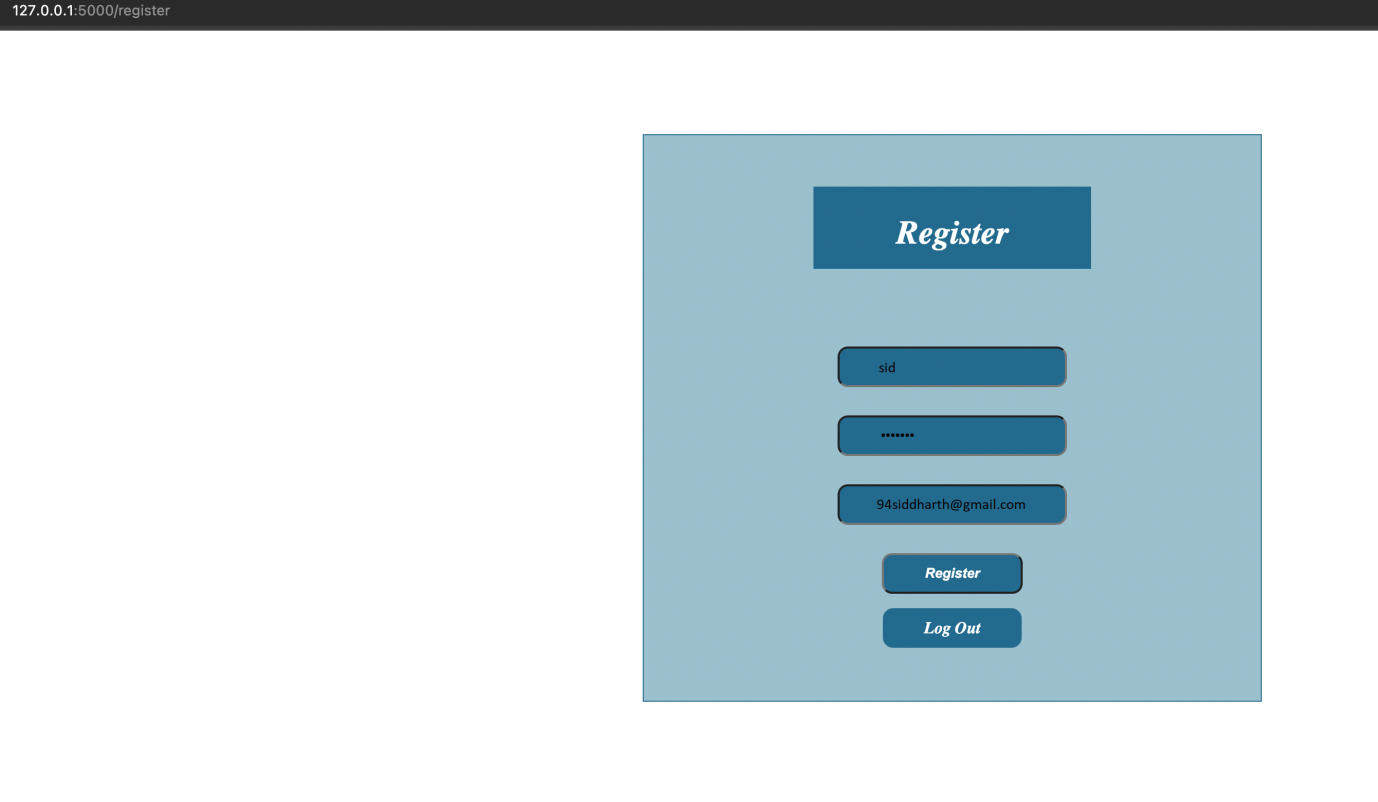 127.0.0.1:5000/register
Register
sid
•••••••
94siddharth@gmail.com
Register
Log Out